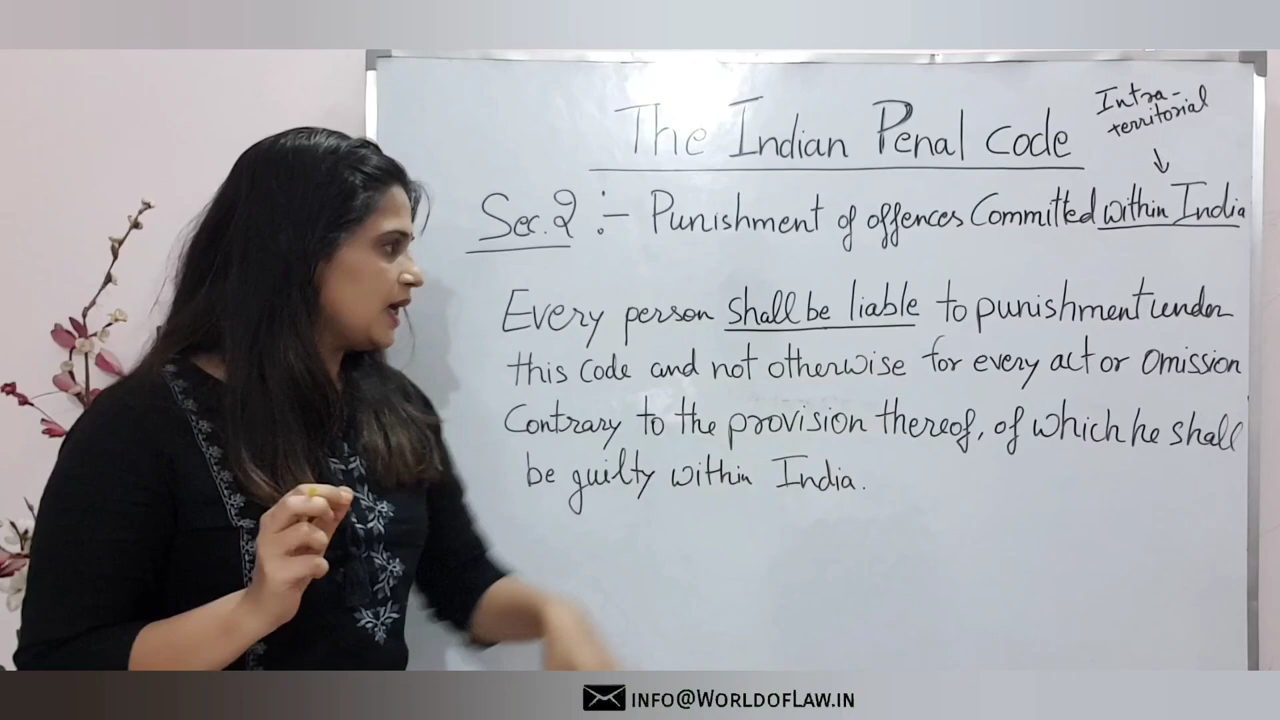 The Indian Penal Code
Intra-
territorial
Sec. 2 :- Punishment of offences Committed within India
Every person shall be liable to punishment under
this Code and not otherwise for every act or omission
Contrary to the provision thereof, of which he shall
be guilty within India.
INFO@WORLDOFLAW.IN